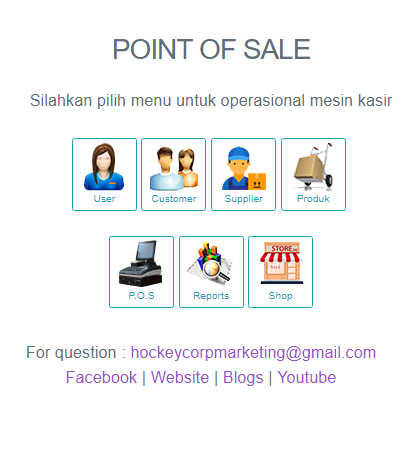 POINT OF SALE
Silahkan pilih menu untuk operasional mesin kasir
User
Customer
Supplier
Produk
STORE
SALE
P.O.S
Reports
Shop
For question : hockeycorpmarketing@gmail.com
Facebook | Website | Blogs | Youtube